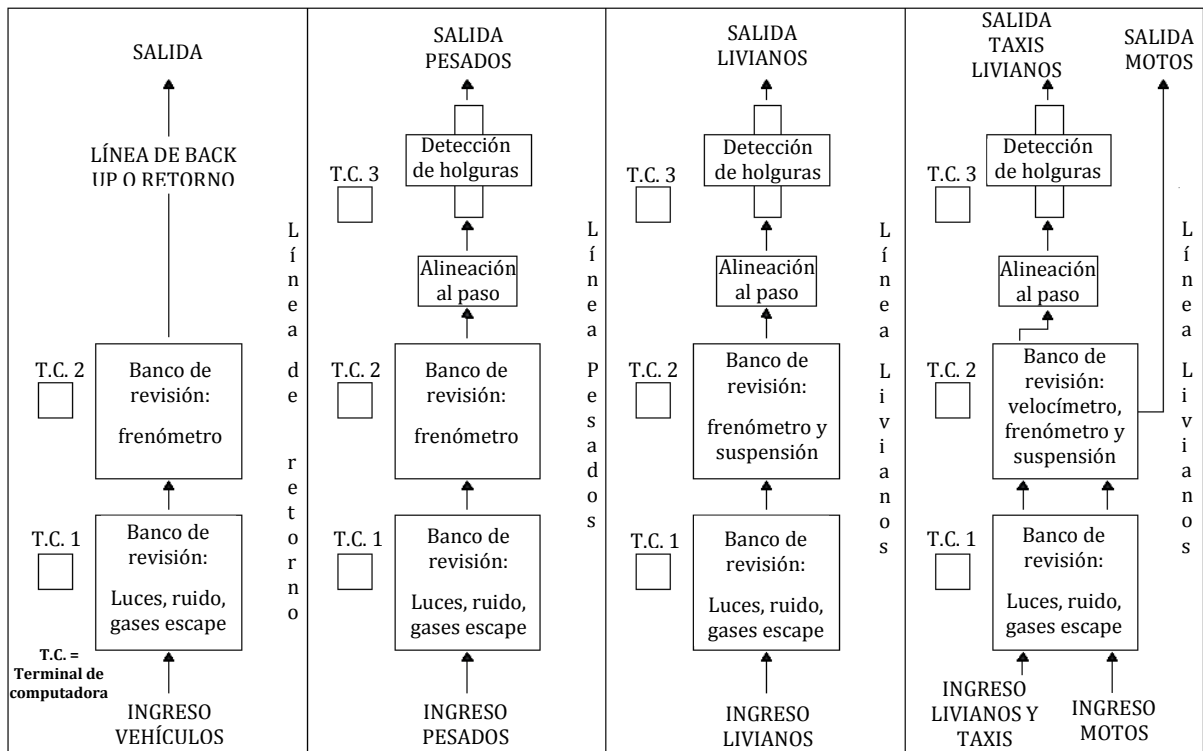 SALIDA
LÍNEA DE BACK
UP O RETORNO
T.C. 2
Banco de
revisión:
frenómetro
T.C. 1
Banco de
revisión:
Luces, ruido,
gases escape
T.C. =
Terminal de
computadora
INGRESO
VEHÍCULOS
Línea de retorno
SALIDA
PESADOS
Detección
de holguras
T.C. 3
Alineación
al paso
T.C. 2
Banco de
revisión:
frenómetro
T.C. 1
Banco de
revisión:
Luces, ruido,
gases escape
INGRESO
PESADOS
Línea Pesados
SALIDA
LIVIANOS
Detección
de holguras
T.C. 3
Alineación
al paso
T.C. 2
Banco de
revisión:
frenómetro y
suspensión
T.C. 1
Banco de
revisión:
Luces, ruido,
gases escape
INGRESO
LIVIANOS
Línea Livianos
SALIDA
TAXIS
LIVIANOS
SALIDA
MOTOS
Detección
de holguras
T.C. 3
Alineación
al paso
T.C. 2
Banco de
revisión:
velocímetro,
frenómetro y
suspensión
T.C. 1
Banco de
revisión:
Luces, ruido,
gases escape
INGRESO
LIVIANOS Y
TAXIS
INGRESO
MOTOS
Línea Livianos